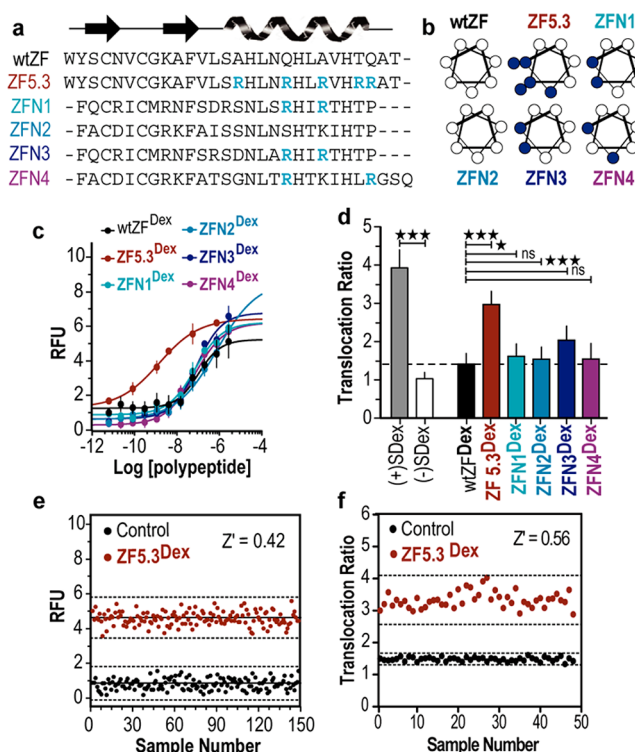 a
wtZF WYSCNVCGKAFVLSAHLNQHLAVHTQAT-
ZF5.3 WYSCNVCGKAFVLSRHLNRHLRVHRRAT-
ZFN1 -FQCRICMRNFSDRSNLSRHIRTHTP---
ZFN2 -FACDICGRKFAISSNLNSHTKIHTP---
ZFN3 -FQCRICMRNFSRSDNLARHIRTHTP---
ZFN4 -FACDICGRKFATSGNLTRHTKIHLRGSQ
b
wtZF ZF5.3 ZFN1
ZFN2 ZFN3 ZFN4
c
wtZFDex ZFN2Dex
ZF5.3Dex ZFN3Dex
ZFN1Dex ZFN4Dex
RFU
10
8
6
4
2
0
-12 -10 -8 -6 -4
Log [polypeptide]
d
★★★ ★★★
★
ns
★★★
ns
Translocation Ratio
5
4
3
2
1
0
(+)SDex
(-)SDex
wtZFDex
ZF 5.3Dex
ZFN1Dex
ZFN2Dex
ZFN3Dex
ZFN4Dex
e
Control
ZF5.3Dex
Z' = 0.42
RFU
10
8
6
4
2
0
0 30 60 90 120 150
Sample Number
f
Control
ZF5.3 Dex
Z' = 0.56
Translocation Ratio
6
5
4
3
2
1
0
0 10 20 30 40 50
Sample Number